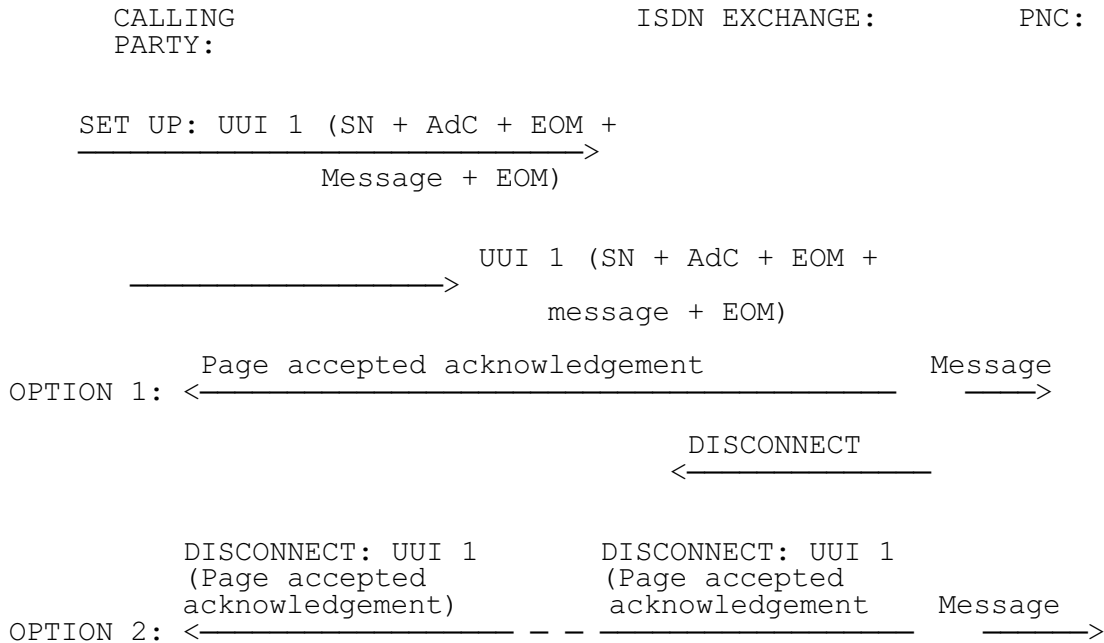 CALLING ISDN EXCHANGE: PNC:
PARTY:
SET UP: UUI 1 (SN + AdC + EOM +
Message + EOM)
UUI 1 (SN + AdC + EOM +
message + EOM)
Page accepted acknowledgement Message
OPTION 1:
DISCONNECT
DISCONNECT: UUI 1 DISCONNECT: UUI 1
(Page accepted (Page accepted
acknowledgement) acknowledgement Message
OPTION 2: